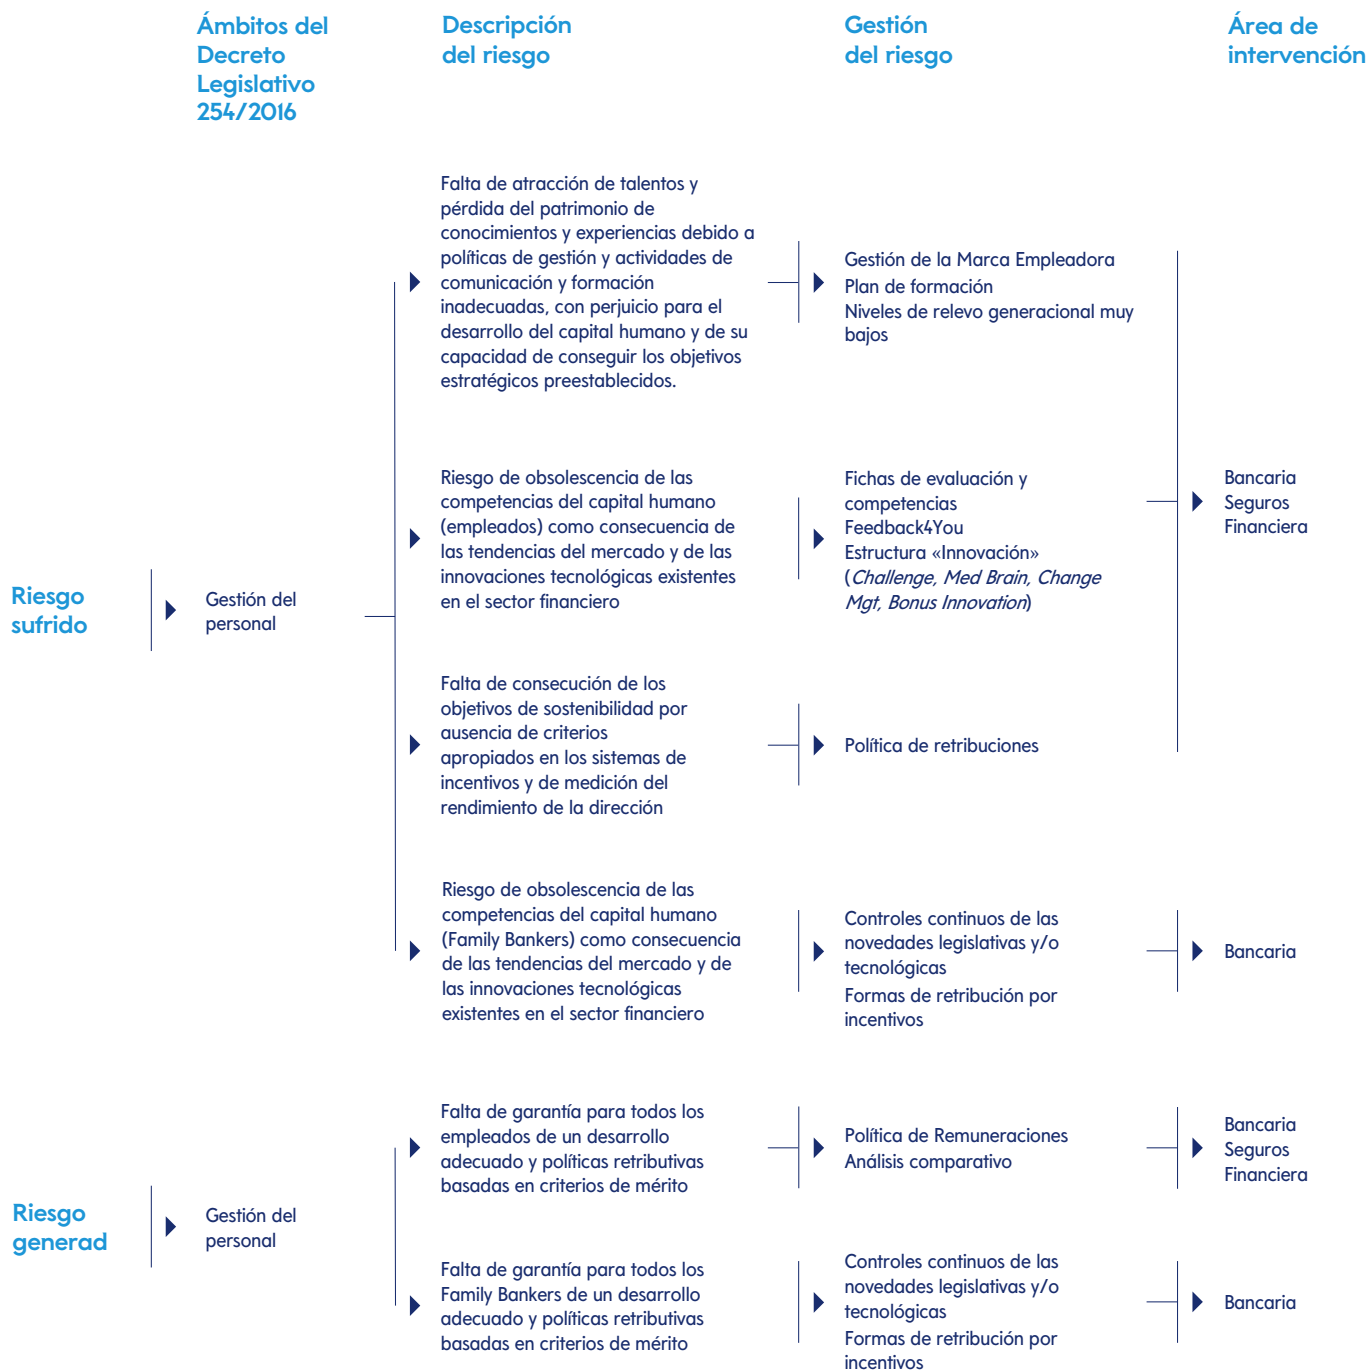 Ámbitos del
Decreto
Legislativo
254/2016
Descripción
del riesgo
Gestión
del riesgo
Área de
intervención
Riesgo
sufrido
Gestión del
personal
Falta de atracción de talentos y
pérdida del patrimonio de
conocimientos y experiencias debido a
políticas de gestión y actividades de
comunicación y formación
inadecuadas, con perjuicio para el
desarrollo del capital humano y de su
capacidad de conseguir los objetivos
estratégicos preestablecidos.
Gestión de la Marca Empleadora
Plan de formación
Niveles de relevo generacional muy
bajos
Riesgo de obsolescencia de las
competencias del capital humano
(empleados) como consecuencia de
las tendencias del mercado y de las
innovaciones tecnológicas existentes
en el sector financiero
Fichas de evaluación y
competencias
Feedback4You
Estructura «Innovación»
(Challenge, Med Brain, Change
Mgt, Bonus Innovation)
Falta de consecución de los
objetivos de sostenibilidad por
ausencia de criterios
apropiados en los sistemas de
incentivos y de medición del
rendimiento de la dirección
Política de retribuciones
Bancaria
Seguros
Financiera
Riesgo de obsolescencia de las
competencias del capital humano
(Family Bankers) como consecuencia
de las tendencias del mercado y de
las innovaciones tecnológicas
existentes en el sector financiero
Controles continuos de las
novedades legislativas y/o
tecnológicas
Formas de retribución por
incentivos
Bancaria
Riesgo
generad
Gestión del
personal
Falta de garantía para todos los
empleados de un desarrollo
adecuado y políticas retributivas
basadas en criterios de mérito
Política de Remuneraciones
Análisis comparativo
Bancaria
Seguros
Financiera
Falta de garantía para todos los
Family Bankers de un desarrollo
adecuado y políticas retributivas
basadas en criterios de mérito
Controles continuos de las
novedades legislativas y/o
tecnológicas
Formas de retribución por
incentivos
Bancaria